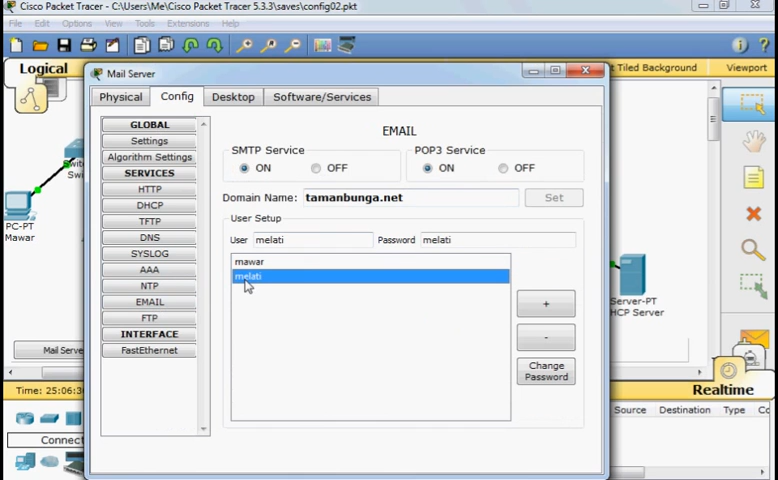 Cisco Packet Tracer - C:\Users\Me\Cisco Packet Tracer 5.3.3\saves\config02.pkt
File Edit Options View Tools Extensions Help
Logical
Tiled Background
Viewport
Mail Server
Physical Config Desktop Software/Services
GLOBAL
Settings
Algorithm Settings
SERVICES
HTTP
DHCP
TFTP
DNS
SYSLOG
AAA
NTP
EMAIL
FTP
INTERFACE
FastEthernet
EMAIL
SMTP Service
ON OFF
POP3 Service
ON OFF
Domain Name: tamanbunga.net Set
User Setup
User melati Password melati
mawar
melati
+
-
Change
Password
PC-PT
Mawar
Server-PT
HCP Server
Mail Serve
Time: 25:06:3
Realtime
Source Destination Type
Connec